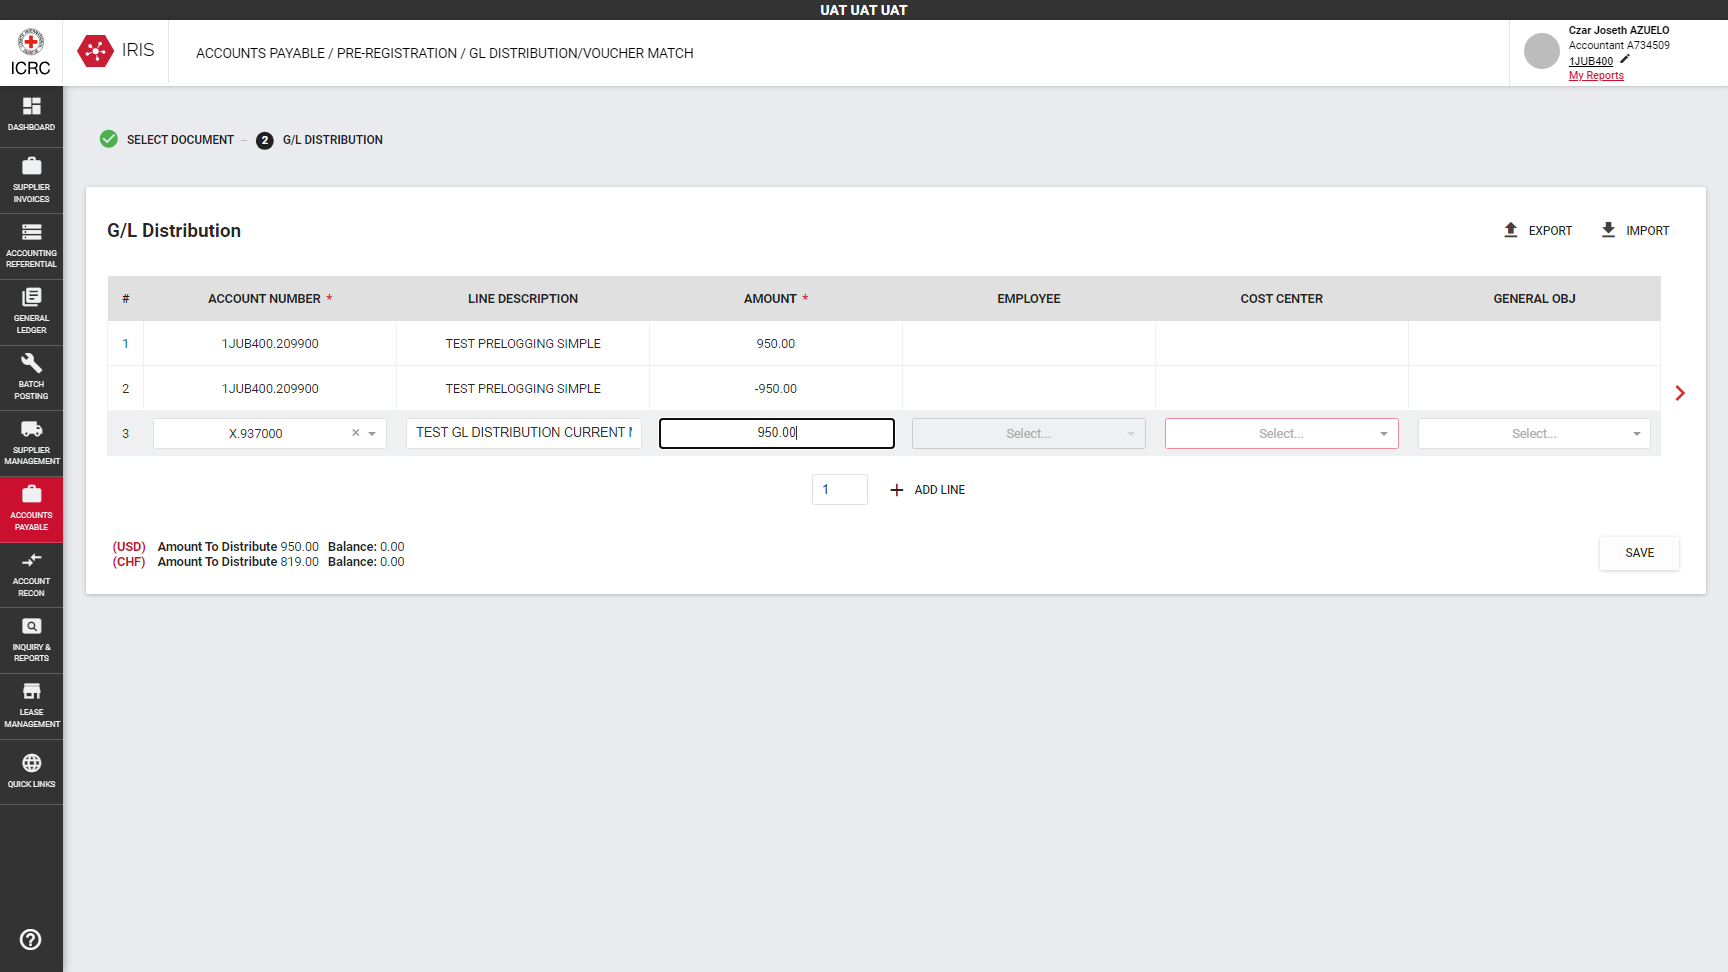 UAT UAT UAT
ICRC
IRIS
ACCOUNTS PAYABLE / PRE-REGISTRATION / GL DISTRIBUTION/VOUCHER MATCH
Czar Joseth AZUELO
Accountant A734509
1JUB400
My Reports
DASHBOARD
SUPPLIER
INVOICES
ACCOUNTING
REFERENTIAL
GENERAL
LEDGER
BATCH
POSTING
SUPPLIER
MANAGEMENT
ACCOUNTS
PAYABLE
ACCOUNT
RECON
INQUIRY &
REPORTS
LEASE
MANAGEMENT
QUICK LINKS
SELECT DOCUMENT
2 G/L DISTRIBUTION
G/L Distribution
EXPORT IMPORT
# ACCOUNT NUMBER * LINE DESCRIPTION AMOUNT * EMPLOYEE COST CENTER GENERAL OBJ
1 1JUB400.209900 TEST PRELOGGING SIMPLE 950.00
2 1JUB400.209900 TEST PRELOGGING SIMPLE -950.00
3 X.937000 TEST GL DISTRIBUTION CURRENT 950.00 Select... Select... Select...
1 + ADD LINE
(USD) Amount To Distribute 950.00 Balance: 0.00
(CHF) Amount To Distribute 819.00 Balance: 0.00
SAVE